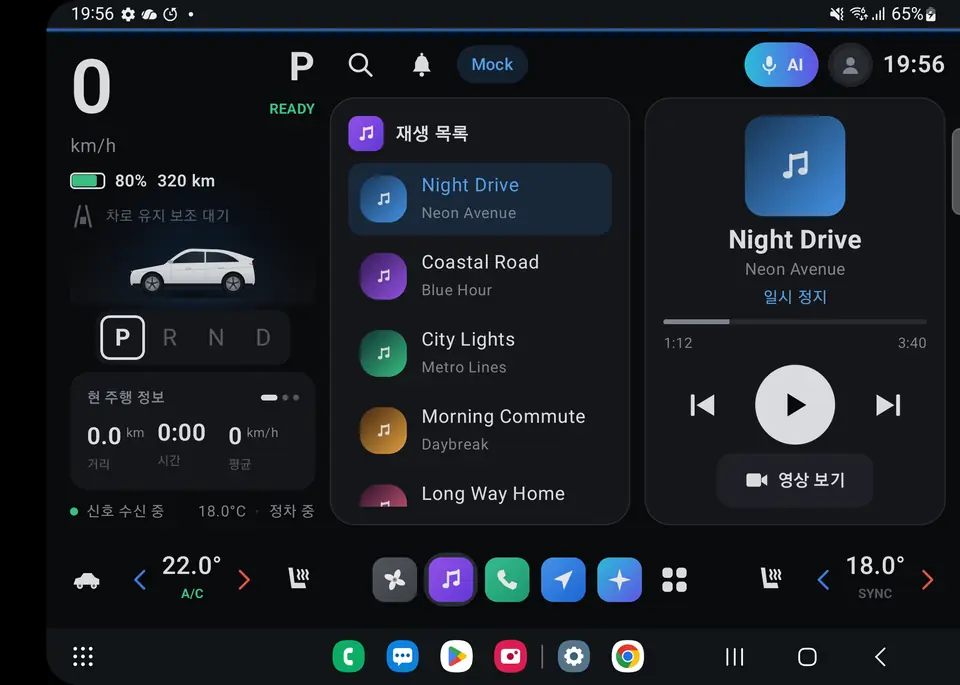 19:56
65%
0
P
READY
km/h
80% 320 km
차로 유지 보조 대기
P R N D
현 주행 정보
0.0 km 0:00 0 km/h
거리 시간 평균
신호 수신 중 18.0°C · 정차 중
Mock
AI
19:56
재생 목록
Night Drive
Neon Avenue
Coastal Road
Blue Hour
City Lights
Metro Lines
Morning Commute
Daybreak
Long Way Home
Night Drive
Neon Avenue
일시 정지
1:12 3:40
영상 보기
22.0°
A/C
18.0°
SYNC